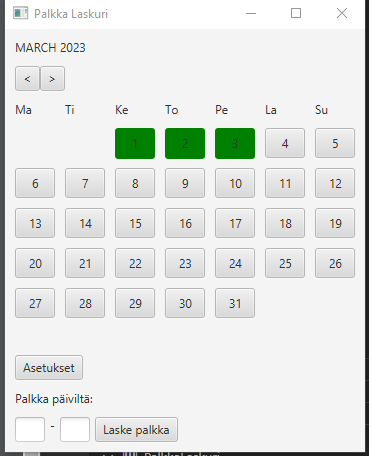 Palkka Laskuri
MARCH 2023
< >
Ma Ti Ke To Pe La Su
1 2 3 4 5
6 7 8 9 10 11 12
13 14 15 16 17 18 19
20 21 22 23 24 25 26
27 28 29 30 31
Asetukset
Palkka päiviltä:
- Laske palkka